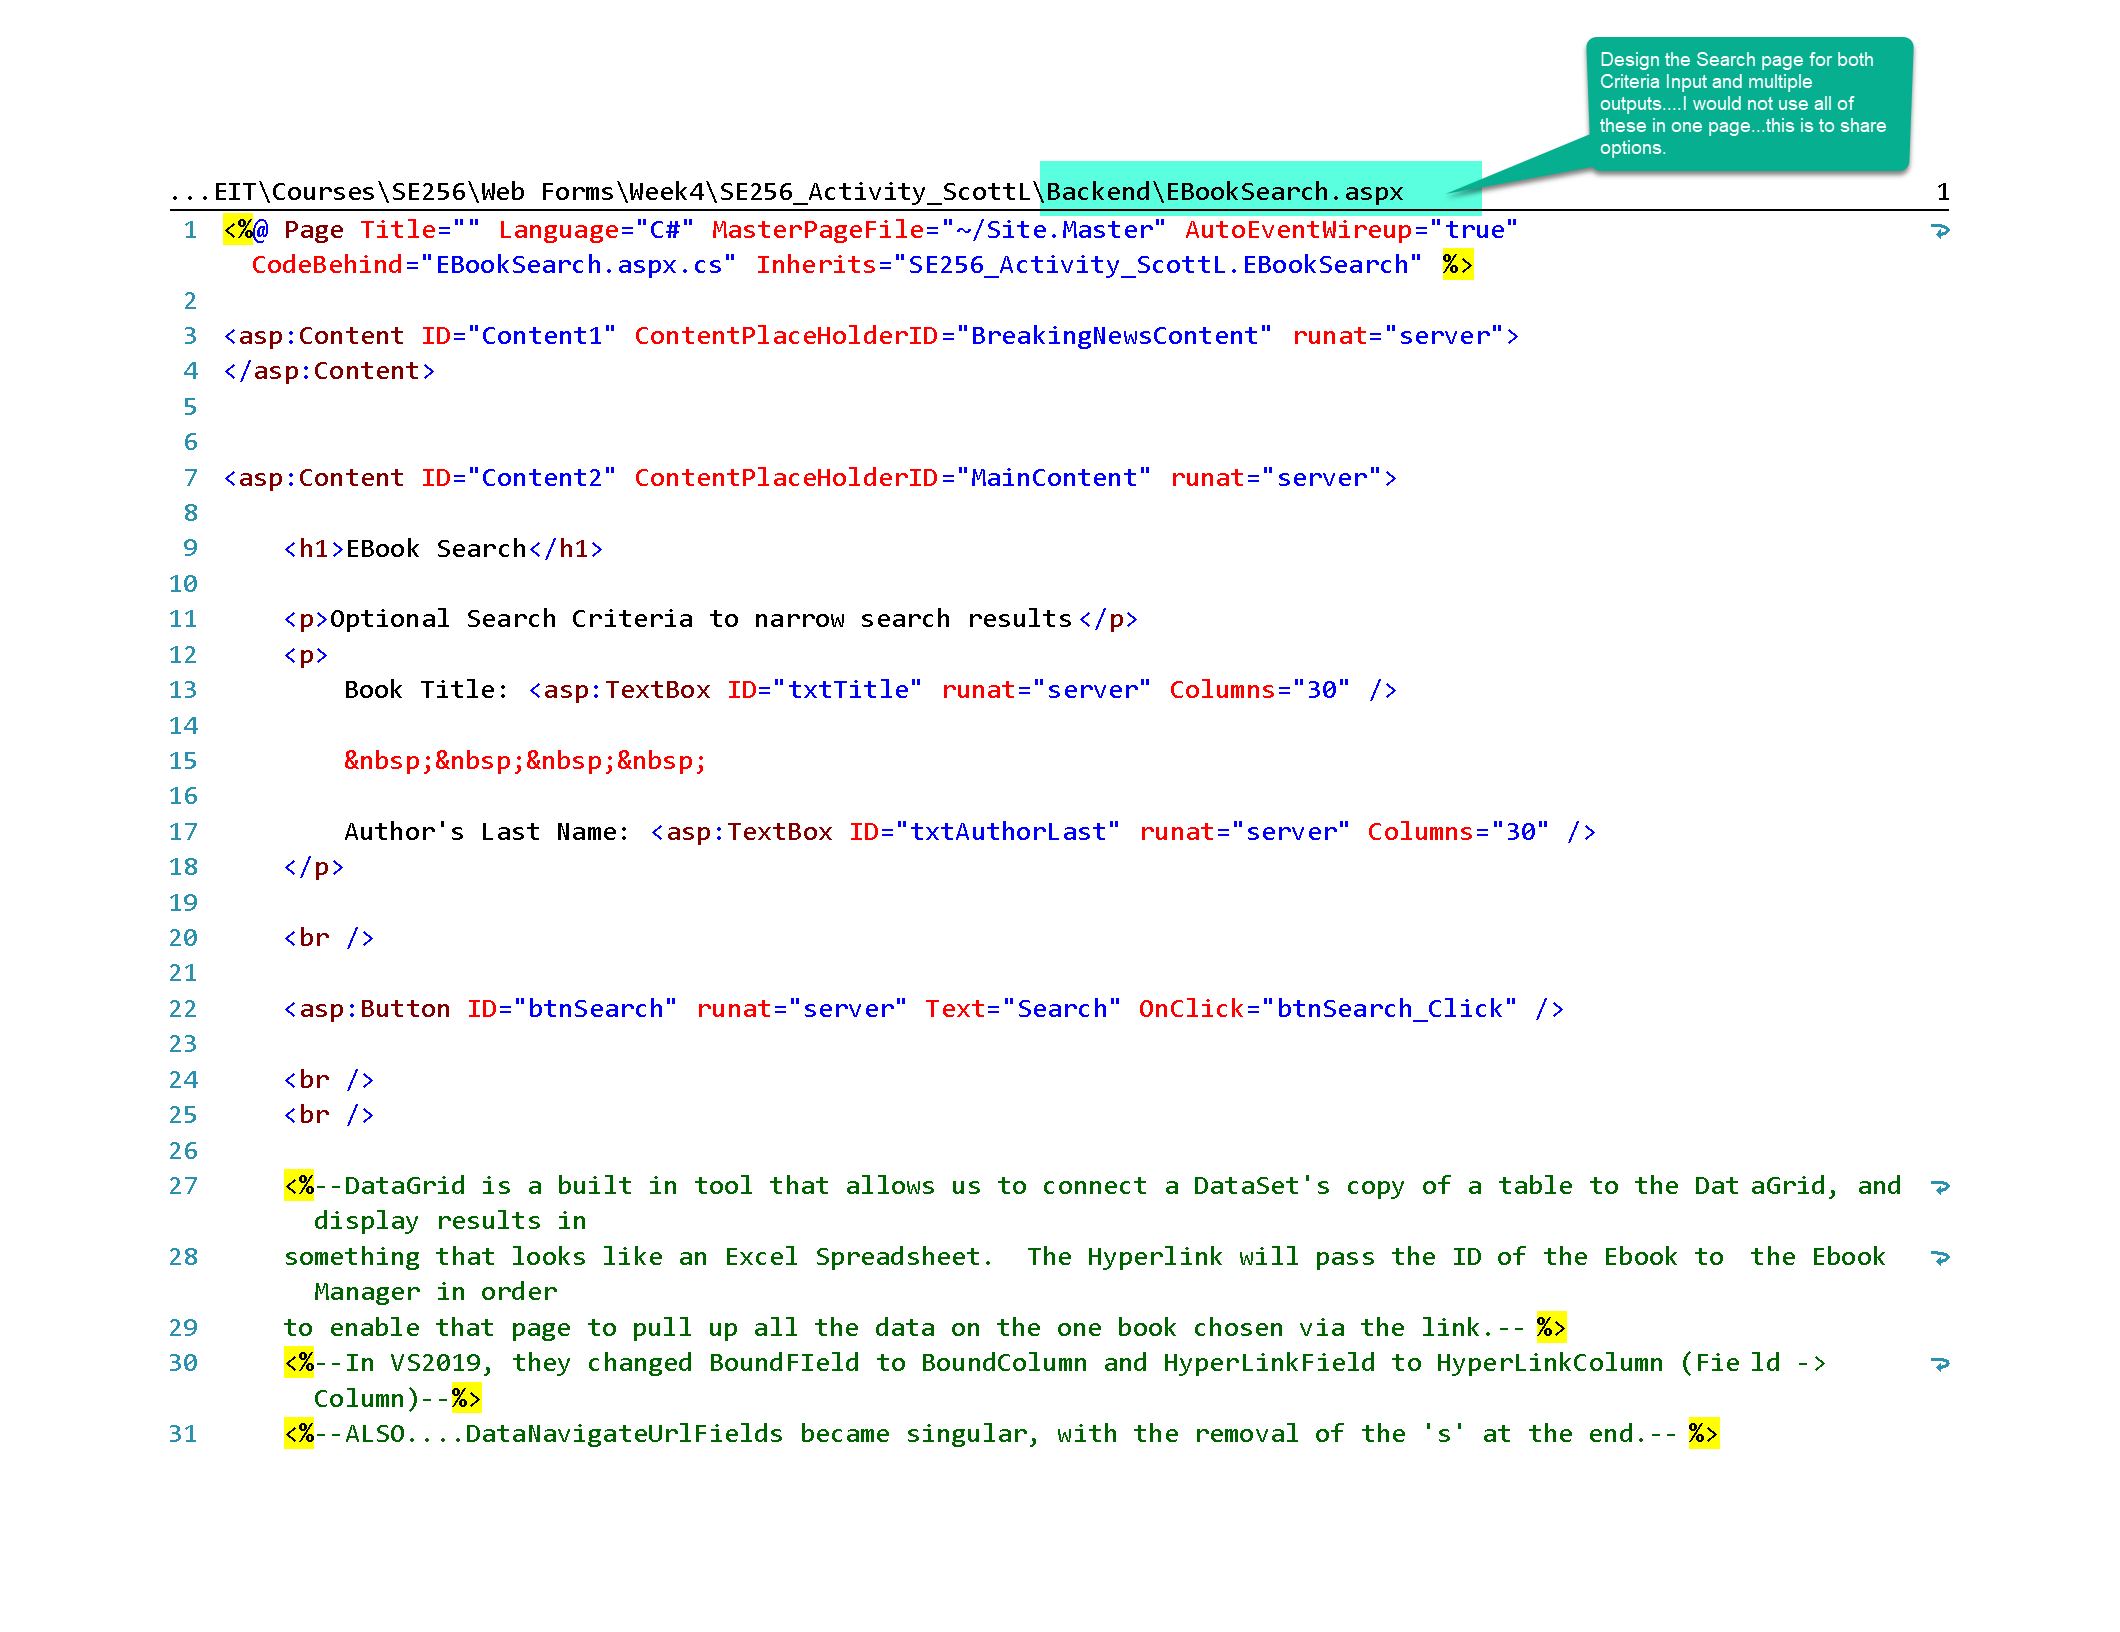 Design the Search page for both
Criteria Input and multiple
outputs....I would not use all of
these in one page...this is to share
options.
...EIT\Courses\SE256\Web Forms\Week4\SE256_Activity_ScottL\Backend\EBookSearch.aspx 1
1 <%@ Page Title="" Language="C#" MasterPageFile="~/Site.Master" AutoEventWireup="true"
CodeBehind="EBookSearch.aspx.cs" Inherits="SE256_Activity_ScottL.EBookSearch" %>
2
3 <asp:Content ID="Content1" ContentPlaceHolderID="BreakingNewsContent" runat="server">
4 </asp:Content>
5
6
7 <asp:Content ID="Content2" ContentPlaceHolderID="MainContent" runat="server">
8
9 <h1>EBook Search</h1>
10
11 <p>Optional Search Criteria to narrow search results</p>
12 <p>
13 Book Title: <asp:TextBox ID="txtTitle" runat="server" Columns="30" />
14
15 &nbsp;&nbsp;&nbsp;&nbsp;
16
17 Author's Last Name: <asp:TextBox ID="txtAuthorLast" runat="server" Columns="30" />
18 </p>
19
20 <br />
21
22 <asp:Button ID="btnSearch" runat="server" Text="Search" OnClick="btnSearch_Click" />
23
24 <br />
25 <br />
26
27 <%--DataGrid is a built in tool that allows us to connect a DataSet's copy of a table to the DataGrid, and
display results in
28 something that looks like an Excel Spreadsheet.  The Hyperlink will pass the ID of the Ebook to the Ebook
Manager in order
29 to enable that page to pull up all the data on the one book chosen via the link.--%>
30 <%--In VS2019, they changed BoundFIeld to BoundColumn and HyperLinkField to HyperLinkColumn (Field ->
Column)--%>
31 <%--ALSO....DataNavigateUrlFields became singular, with the removal of the 's' at the end.--%>